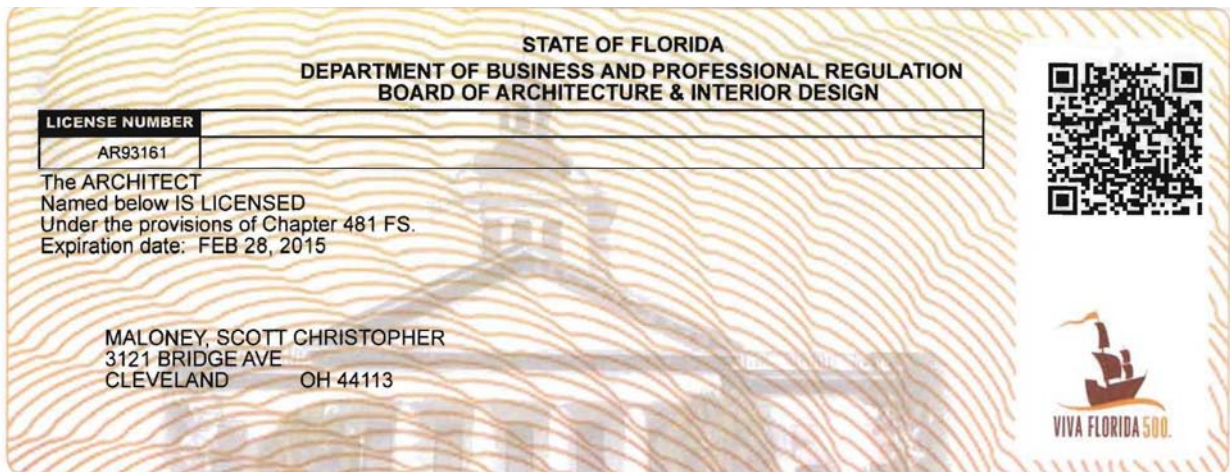 STATE OF FLORIDA
DEPARTMENT OF BUSINESS AND PROFESSIONAL REGULATION
BOARD OF ARCHITECTURE & INTERIOR DESIGN
LICENSE NUMBER
AR93161
The ARCHITECT
Named below IS LICENSED
Under the provisions of Chapter 481 FS.
Expiration date: FEB 28, 2015
MALONEY, SCOTT CHRISTOPHER
3121 BRIDGE AVE
CLEVELAND OH 44113
VIVA FLORIDA 500.